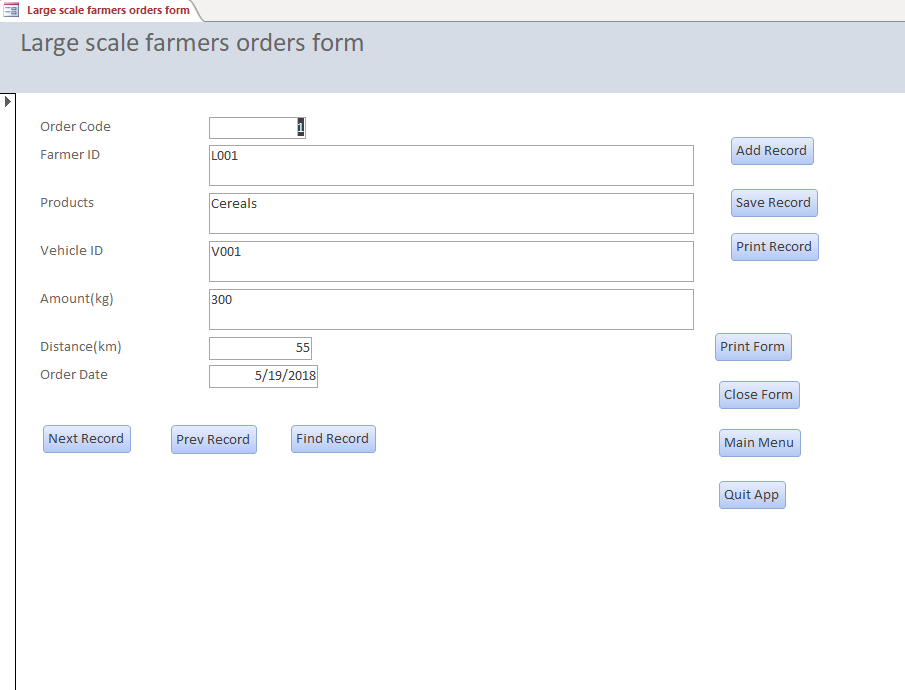 Large scale farmers orders form
Large scale farmers orders form
Order Code 1
Farmer ID L001
Add Record
Products Cereals
Save Record
Vehicle ID V001
Print Record
Amount(kg) 300
Distance(km) 55
Print Form
Order Date 5/19/2018
Close Form
Next Record Prev Record Find Record
Main Menu
Quit App